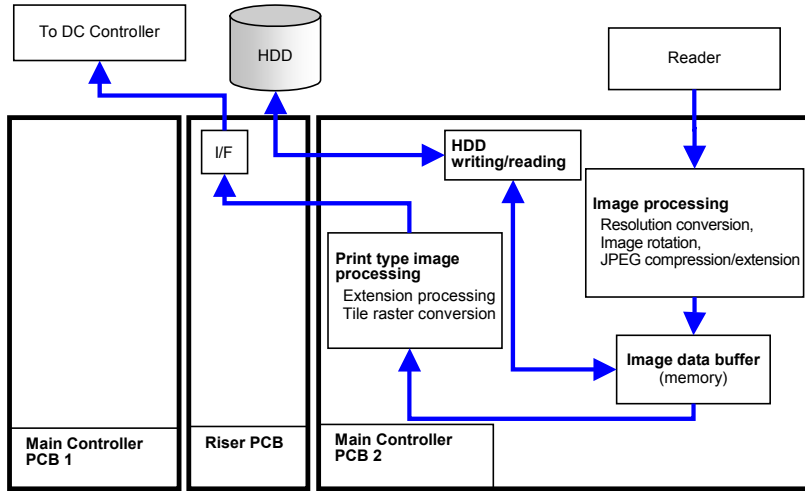 To DC Controller
HDD
Reader
I/F
HDD
writing/reading
Image processing
Resolution conversion,
Image rotation,
JPEG compression/extension
Print type image
processing
Extension processing
Tile raster conversion
Image data buffer
(memory)
Main Controller
PCB 1
Riser PCB
Main Controller
PCB 2